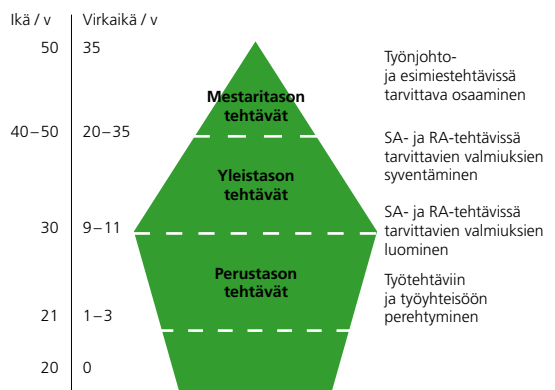 Ikä / v Virkaikä / v
50 35
Työnjohto-
ja esimiestehtävissä
tarvittava osaaminen
Mestaritason
tehtävät
40–50 20–35
SA- ja RA-tehtävissä
tarvittavien valmiuksien
syventäminen
Yleistason
tehtävät
SA- ja RA-tehtävissä
tarvittavien valmiuksien
luominen
30 9–11
Perustason
tehtävät
Työtehtäviin
ja työyhteisöön
perehtyminen
21 1–3
20 0